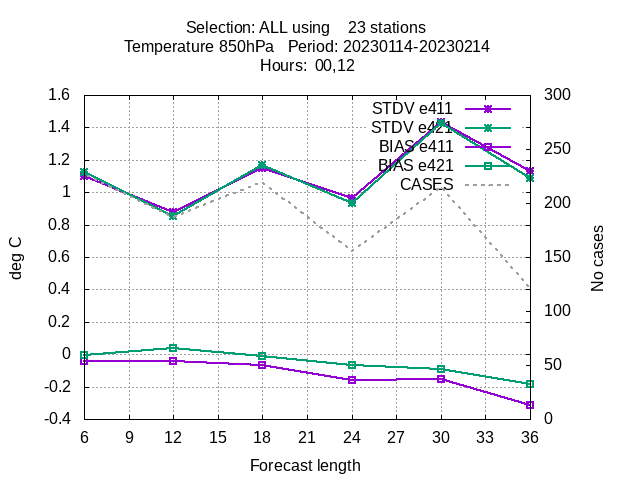 Selection: ALL using 23 stations
Temperature 850hPa Period: 20230114-20230214
Hours: 00,12
1.6
1.4
1.2
1
0.8
0.6
0.4
0.2
0
-0.2
-0.4
deg C
300
250
200
150
100
50
0
No cases
STDV e411
STDV e421
BIAS e411
BIAS e421
CASES
6 9 12 15 18 21 24 27 30 33 36
Forecast length